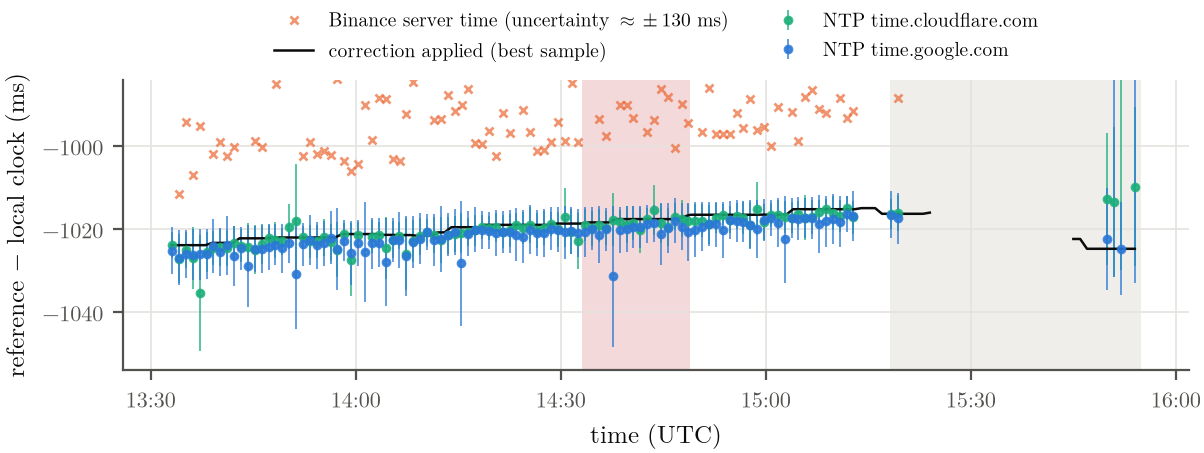 Binance server time (uncertainty ≈ ± 130 ms)
NTP time.cloudflare.com
correction applied (best sample)
NTP time.google.com
reference − local clock (ms)
−1000
−1020
−1040
13:30
14:00
14:30
15:00
15:30
16:00
time (UTC)